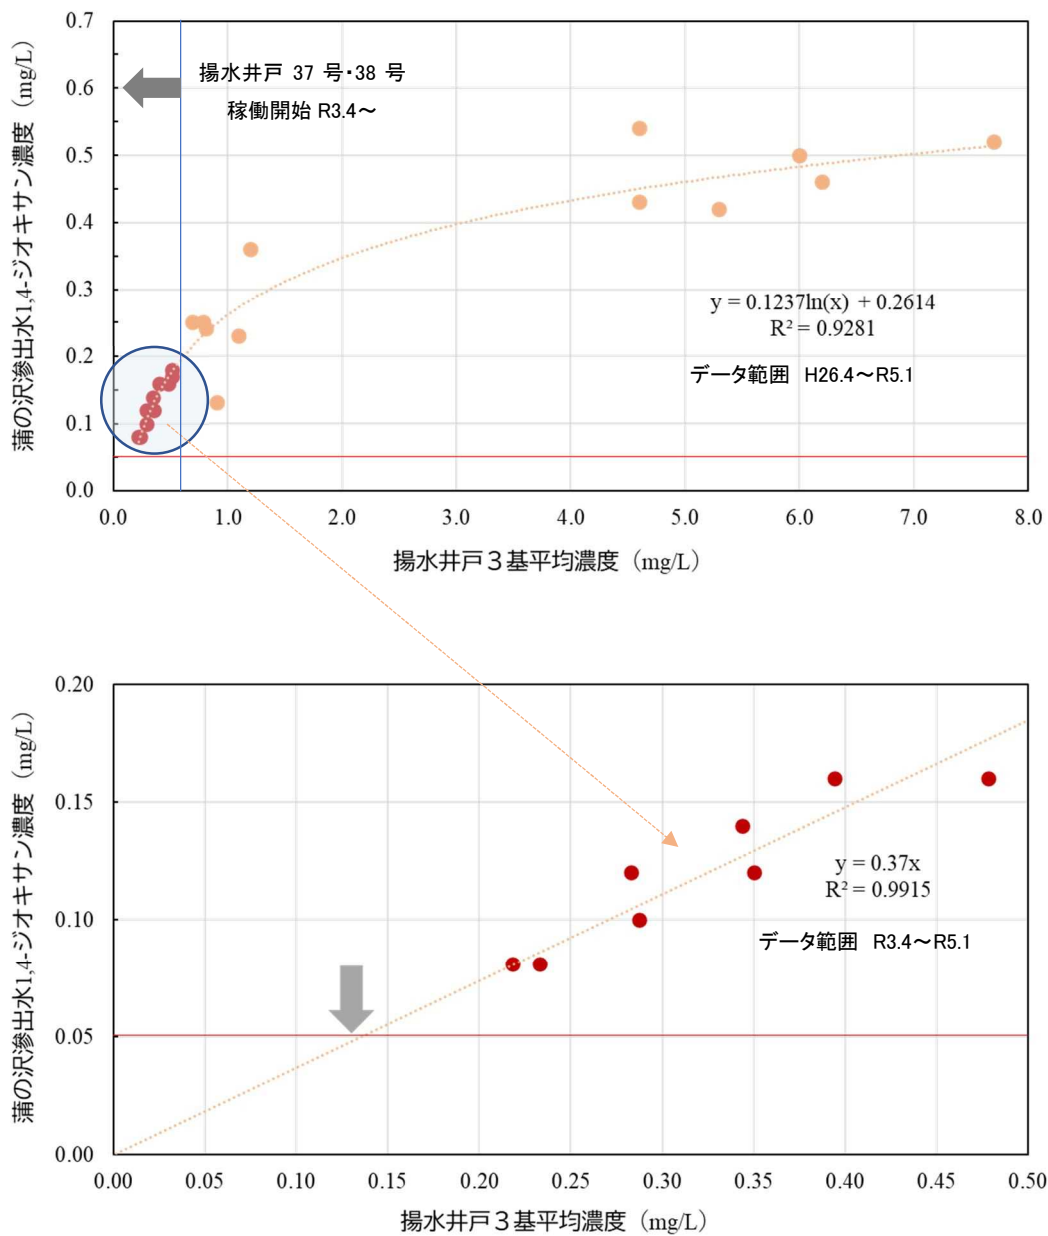 蒲の沢滲出水1,4-ジオキサン濃度（mg/L）
0.7
0.6
0.5
0.4
0.3
0.2
0.1
0.0
揚水井戸 37 号・38 号
稼働開始 R3.4～
y = 0.1237ln(x) + 0.2614
R² = 0.9281
データ範囲 H26.4～R5.1
0.0 1.0 2.0 3.0 4.0 5.0 6.0 7.0 8.0
揚水井戸３基平均濃度（mg/L）
蒲の沢滲出水1,4-ジオキサン濃度（mg/L）
0.20
0.15
0.10
0.05
0.00
y = 0.37x
R² = 0.9915
データ範囲 R3.4～R5.1
0.00 0.05 0.10 0.15 0.20 0.25 0.30 0.35 0.40 0.45 0.50
揚水井戸３基平均濃度（mg/L）